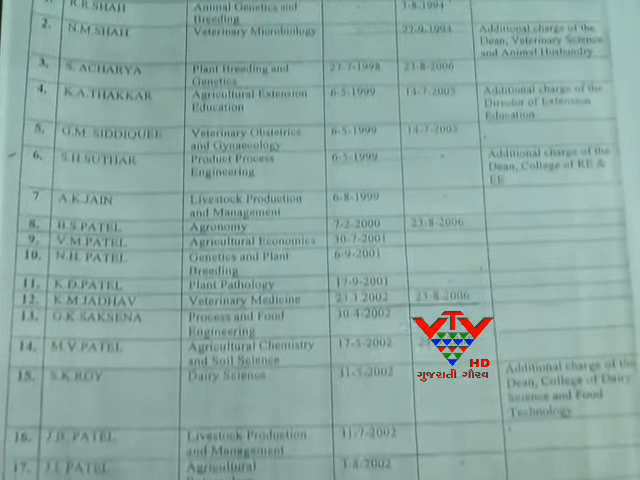 R.R.SHAH Animal Genetics and 3-8-1994
Breeding
2. N.M.SHAH Veterinary Microbiology 27-9-1994 Additional charge of the
Dean, Veterinary Science
and Animal Husbandry
3. S. ACHARYA Plant Breeding and 27-7-1998 23-8-2006
Genetics
4. K.A.THAKKAR Agricultural Extension 6-5-1999 14-7-2005 Additional charge of the
Education Director of Extension
Education
5. G.M. SIDDIQUEE Veterinary Obstetrics 6-5-1999 14-7-2005
and Gynaecology
6. S.H.SUTHAR Product Process 6-5-1999 Additional charge of the
Engineering Dean, College of RE &
EE
7 A.K.JAIN Livestock Production 6-8-1999
and Management
8. B.S.PATEL Agronomy 7-2-2000 23-8-2006
9. V.M.PATEL Agricultural Economics 30-7-2001
10. N.H. PATEL Genetics and Plant 6-9-2001
Breeding
11. K.D.PATEL Plant Pathology 17-9-2001
12. K.M.JADHAV Veterinary Medicine 23.3.2002 23-8-2006
13. G.K.SAKSENA Process and Food 30-4-2002
Engineering
14. M.V.PATEL Agricultural Chemistry 17-5-2002
and Soil Science
VTV
HD
ગુજરાતી ગૌરવ
15. S.K.ROY Dairy Science 31-5-2002 Additional charge of the
Dean, College of Dairy
Science and Food
Technology
16. PATEL Livestock Production 11-7-2002
and Management
17. PATEL Agricultural 3-8-2002